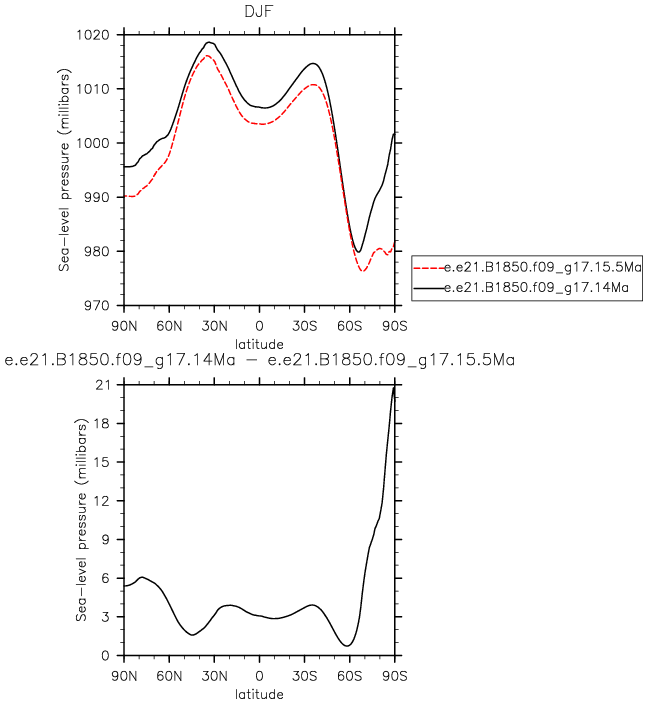 DJF
Sea-level pressure (millibars)
1020
1010
1000
990
980
970
90N 60N 30N 0 30S 60S 90S
latitude
e.e21.B1850.f09_g17.15.5Ma
e.e21.B1850.f09_g17.14Ma
e.e21.B1850.f09_g17.14Ma - e.e21.B1850.f09_g17.15.5Ma
Sea-level pressure (millibars)
21
18
15
12
9
6
3
0
90N 60N 30N 0 30S 60S 90S
latitude